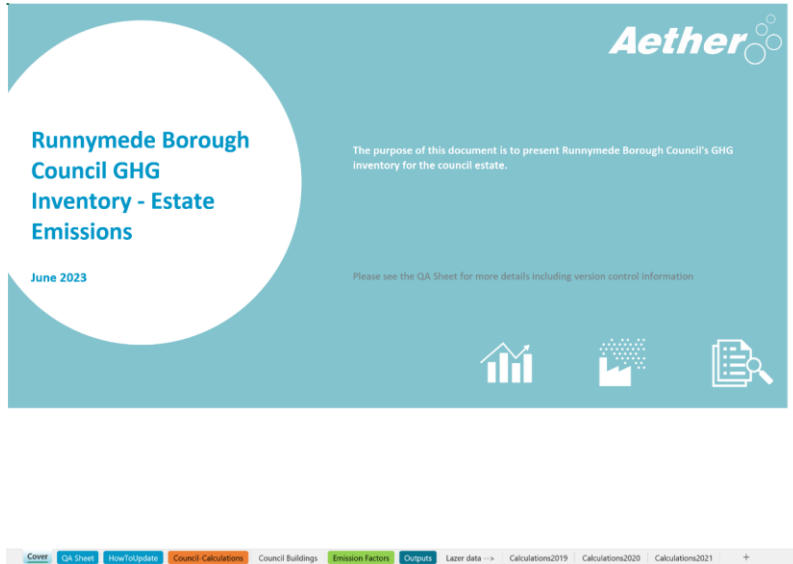 Aether
Runnymede Borough
Council GHG
Inventory - Estate
Emissions
June 2023
The purpose of this document is to present Runnymede Borough Council's GHG
inventory for the council estate.
Please see the QA Sheet for more details including version control information
Cover QA Sheet HowToUpdate Council-Calculations Council Buildings Emission Factors Outputs Lazer data --> Calculations2019 Calculations2020 Calculations2021 +